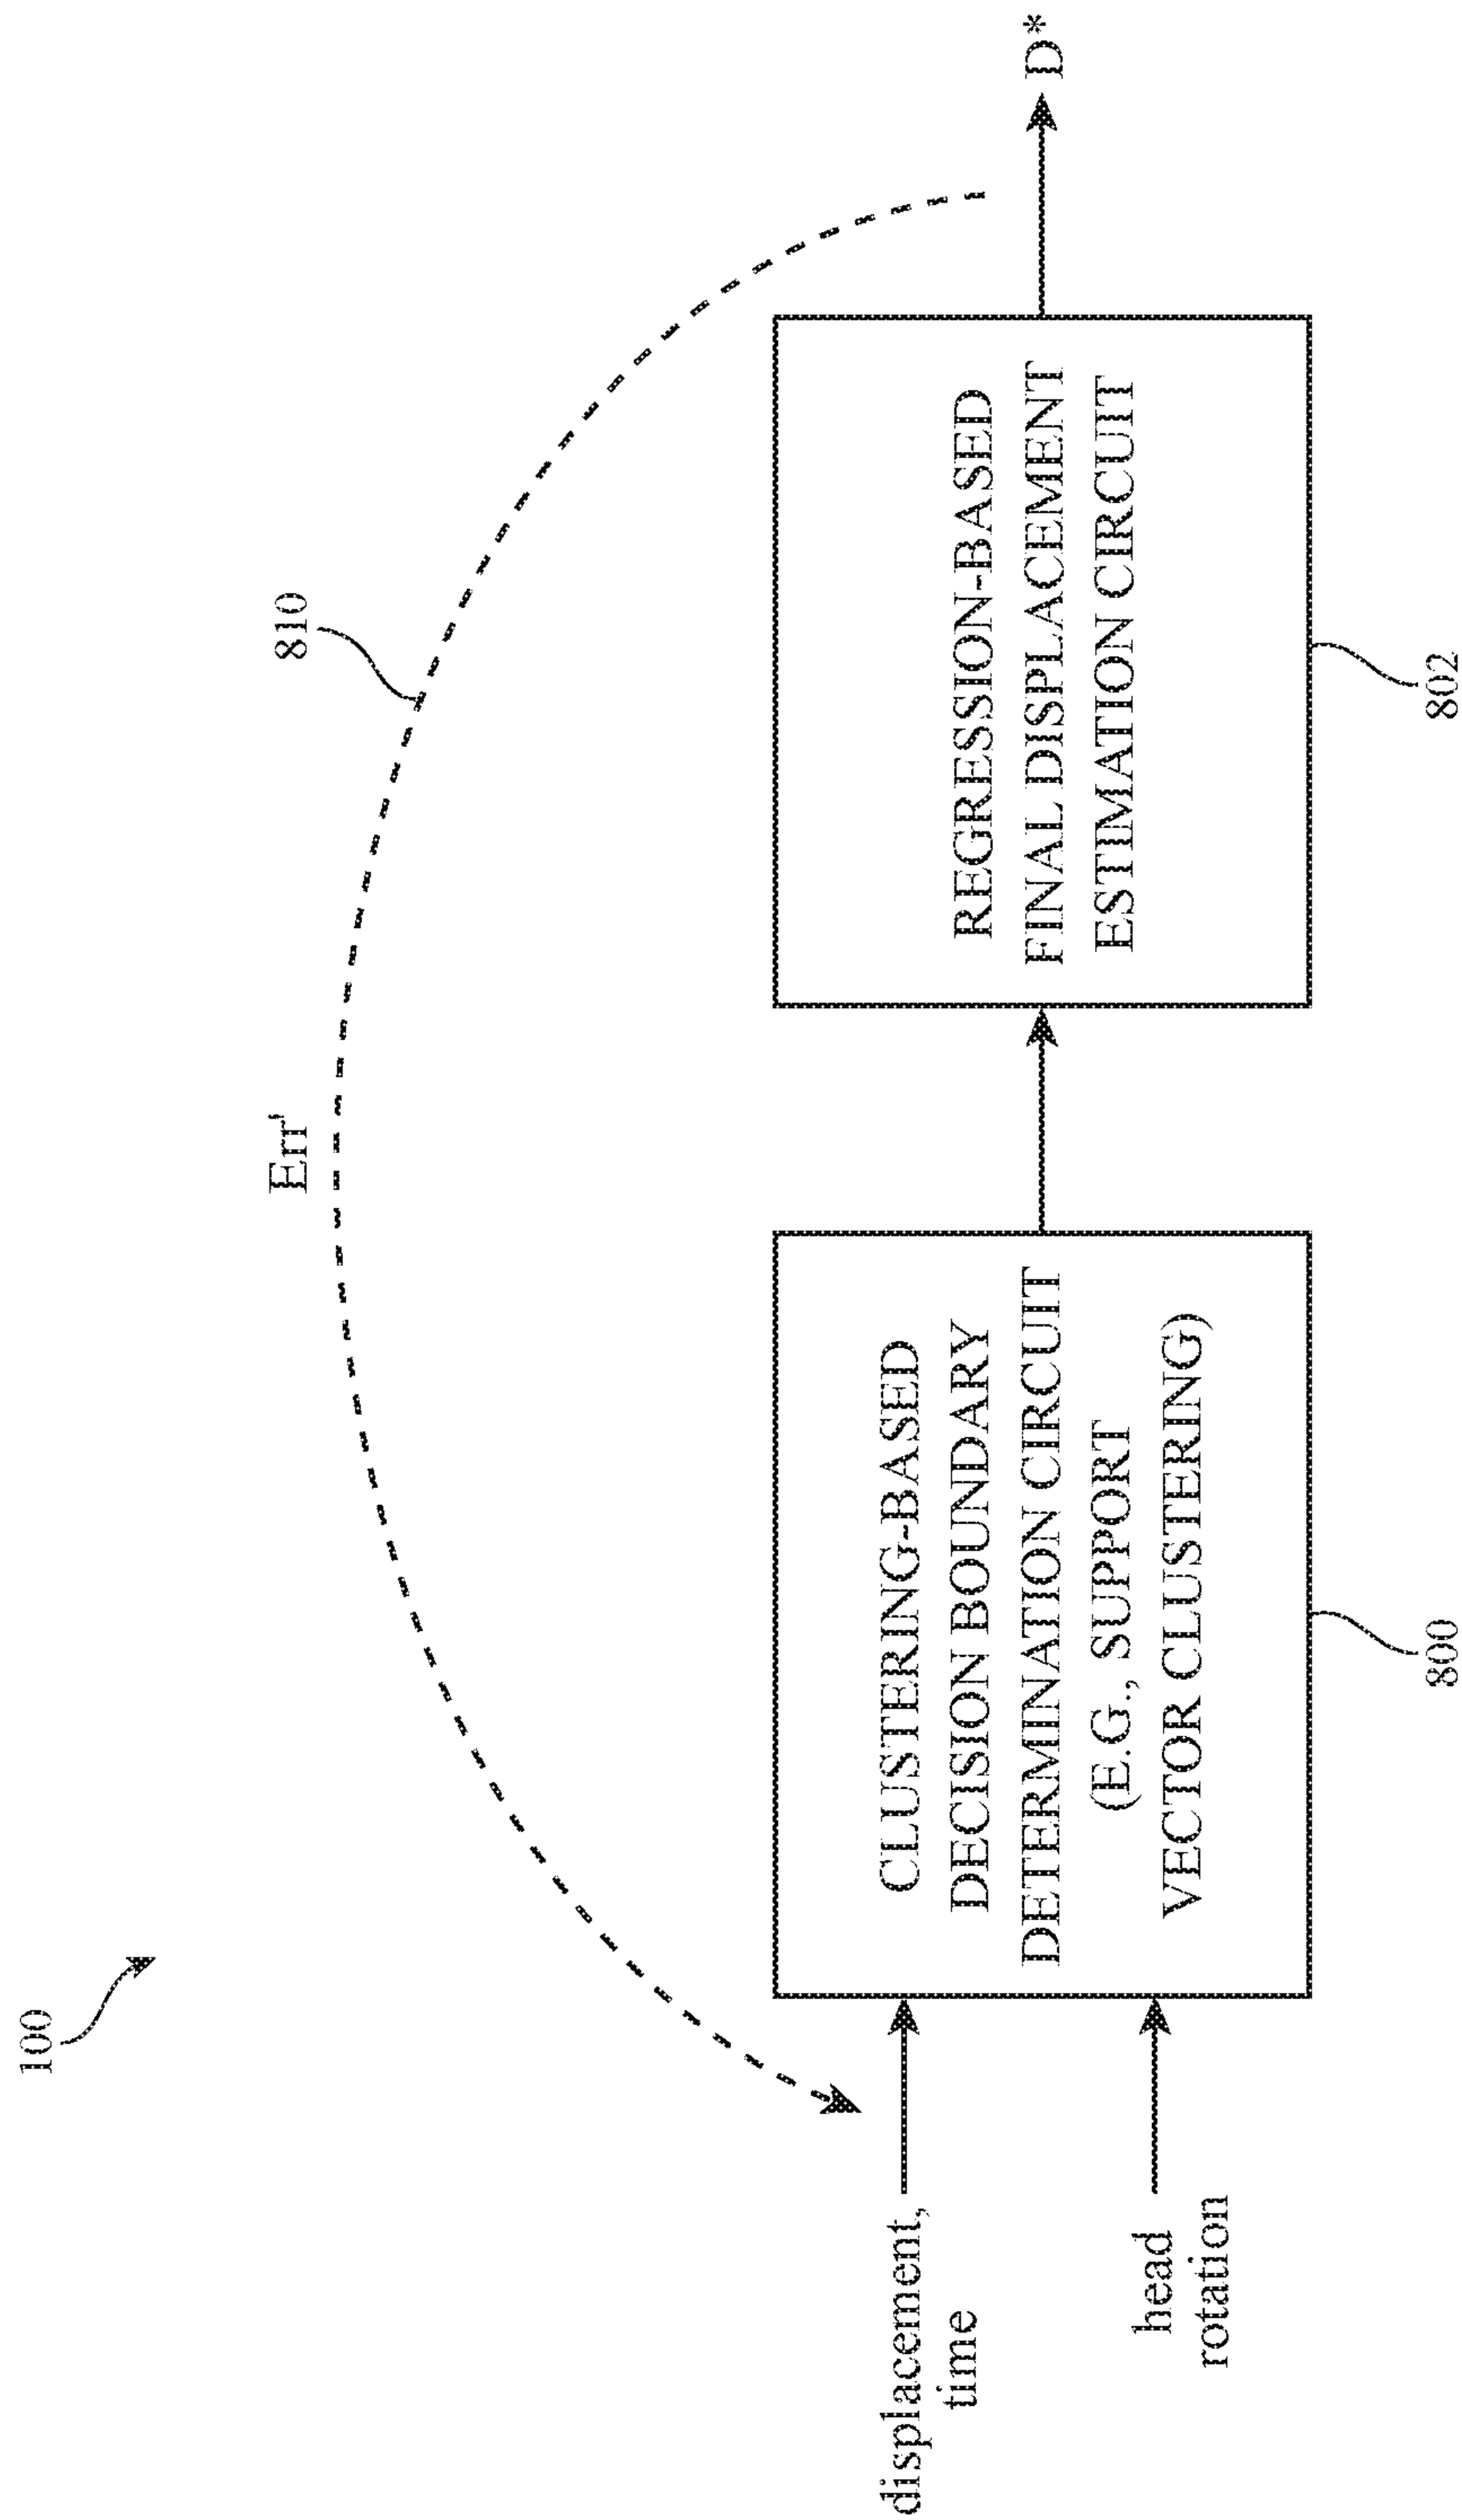 100
Err'
810
displacement,
time
head
rotation
CLUSTERING-BASED
DECISION BOUNDARY
DETERMINATION CIRCUIT
(E.G., SUPPORT
VECTOR CLUSTERING)
800
REGRESSION-BASED
FINAL DISPLACEMENT
ESTIMATION CIRCUIT
802
D*